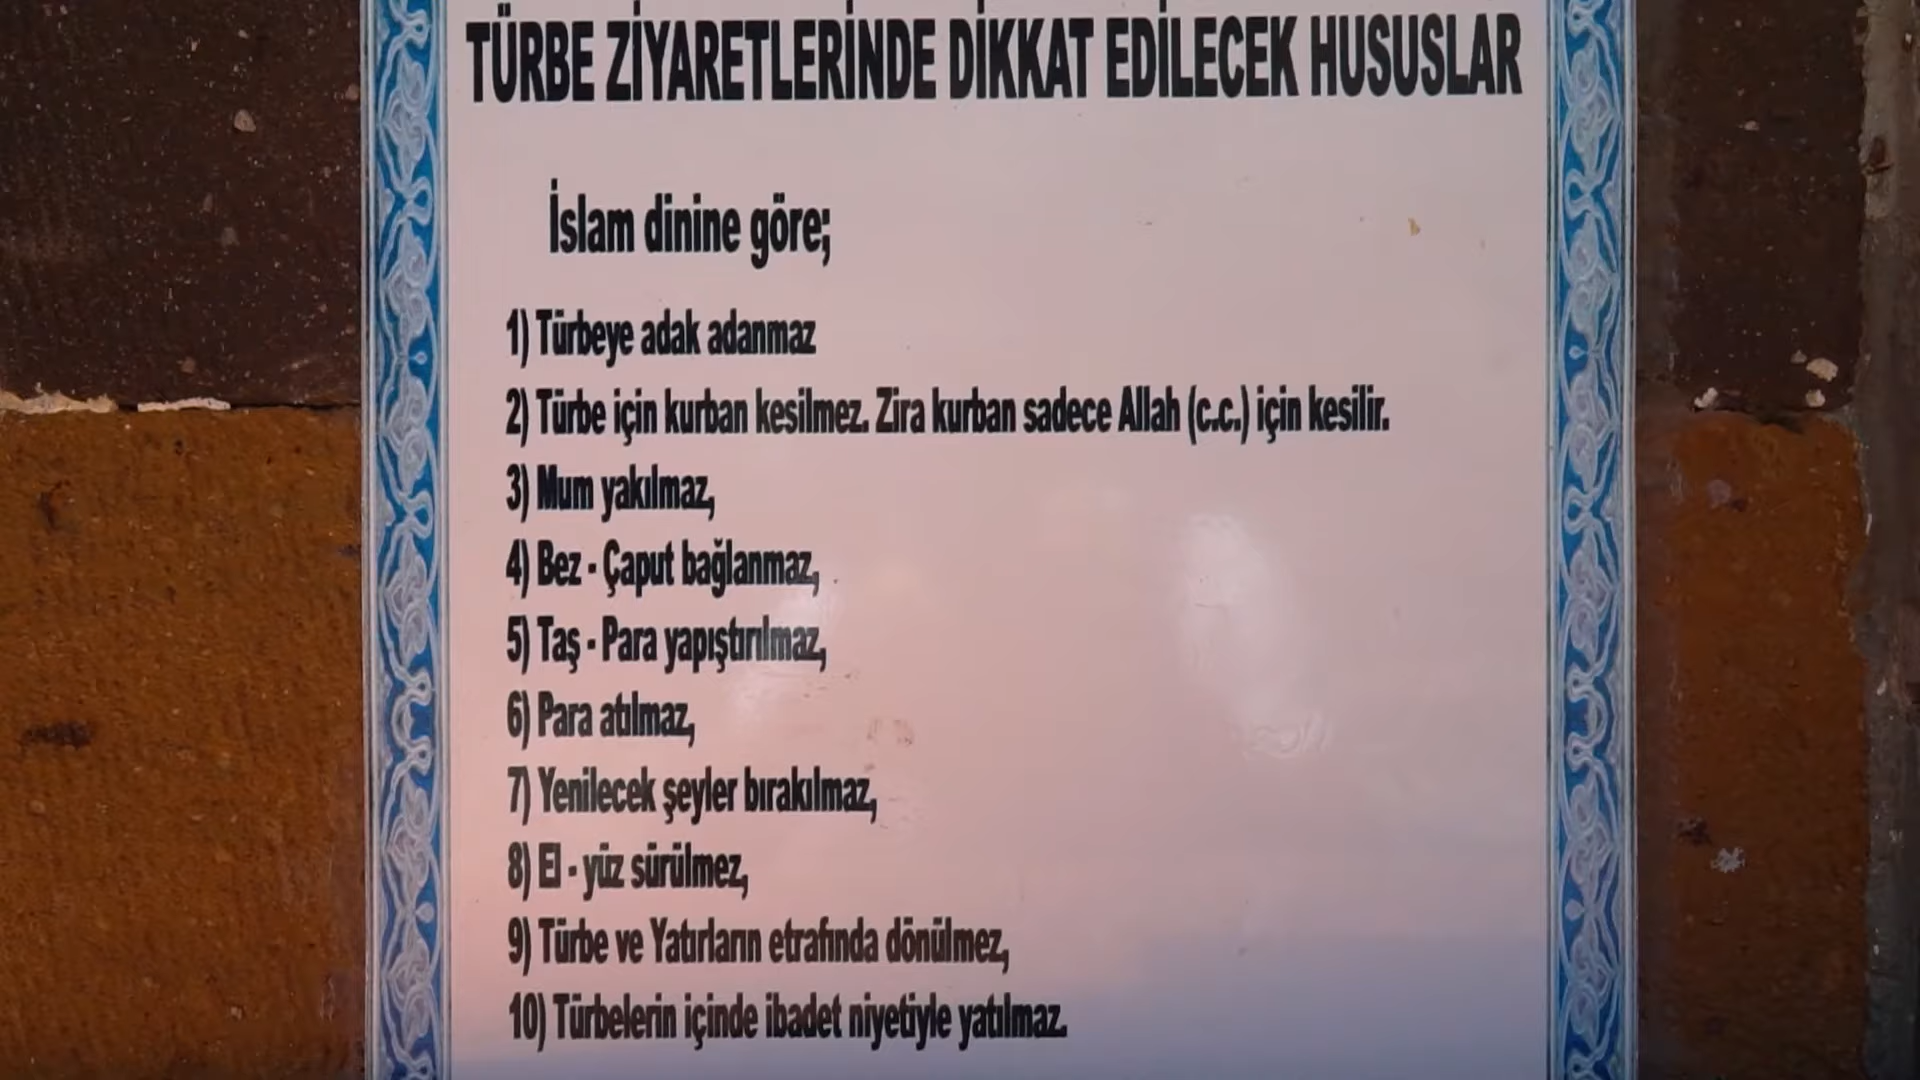 TÜRBE ZİYARETLERİNDE DİKKAT EDİLECEK HUSUSLAR
İslam dinine göre;
1) Türbeye adak adanmaz
2) Türbe için kurban kesilmez. Zira kurban sadece Allah (c.c.) için kesilir.
3) Mum yakılmaz,
4) Bez - Çaput bağlanmaz,
5) Taş - Para yapıştırılmaz,
6) Para atılmaz,
7) Yenilecek şeyler bırakılmaz,
8) El - yüz sürülmez,
9) Türbe ve Yatırların etrafında dönülmez,
10) Türbelerin içinde ibadet niyetiyle yatılmaz.